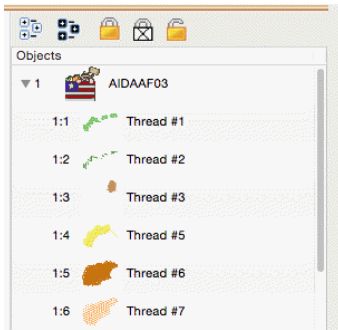 Objects
1 AIDAAF03
1:1 Thread #1
1:2 Thread #2
1:3 Thread #3
1:4 Thread #5
1:5 Thread #6
1:6 Thread #7